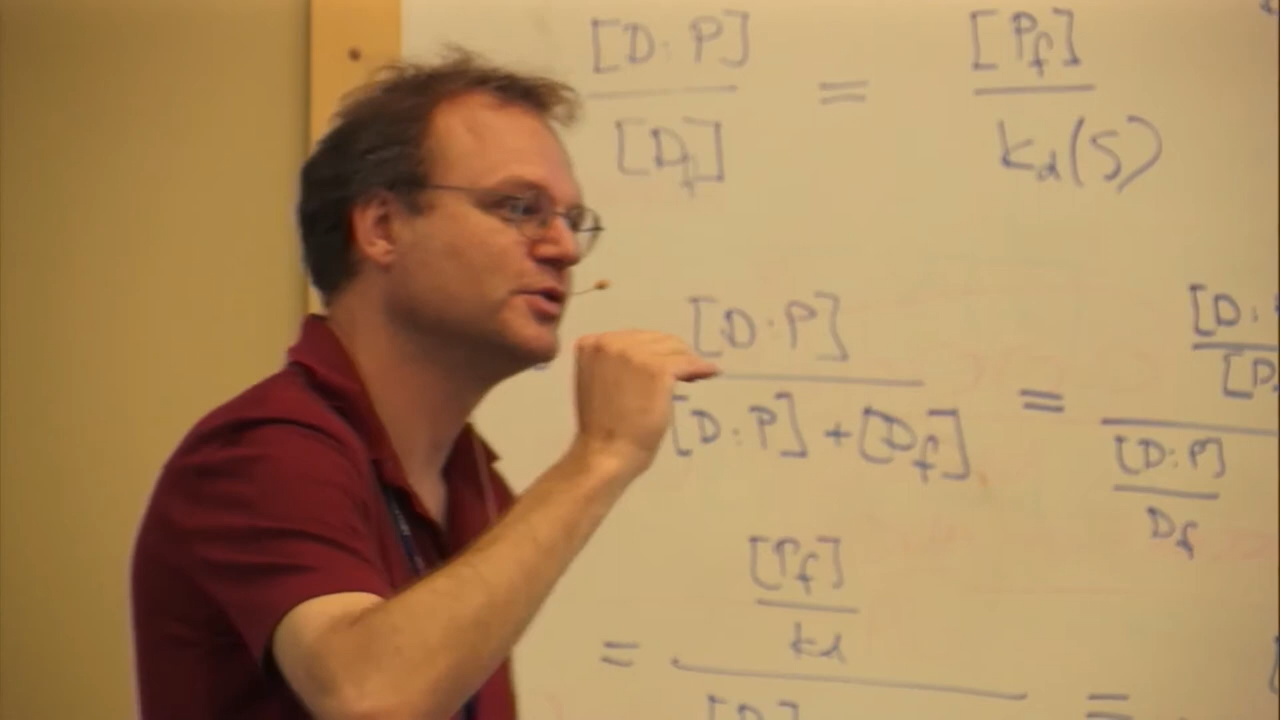 [D·P] [Pf]
=
[Df] kd(S)
[D·P] [D·
[D
=
[D:P] + [Df] [D:P]
Df
[Pf]
kd
= =